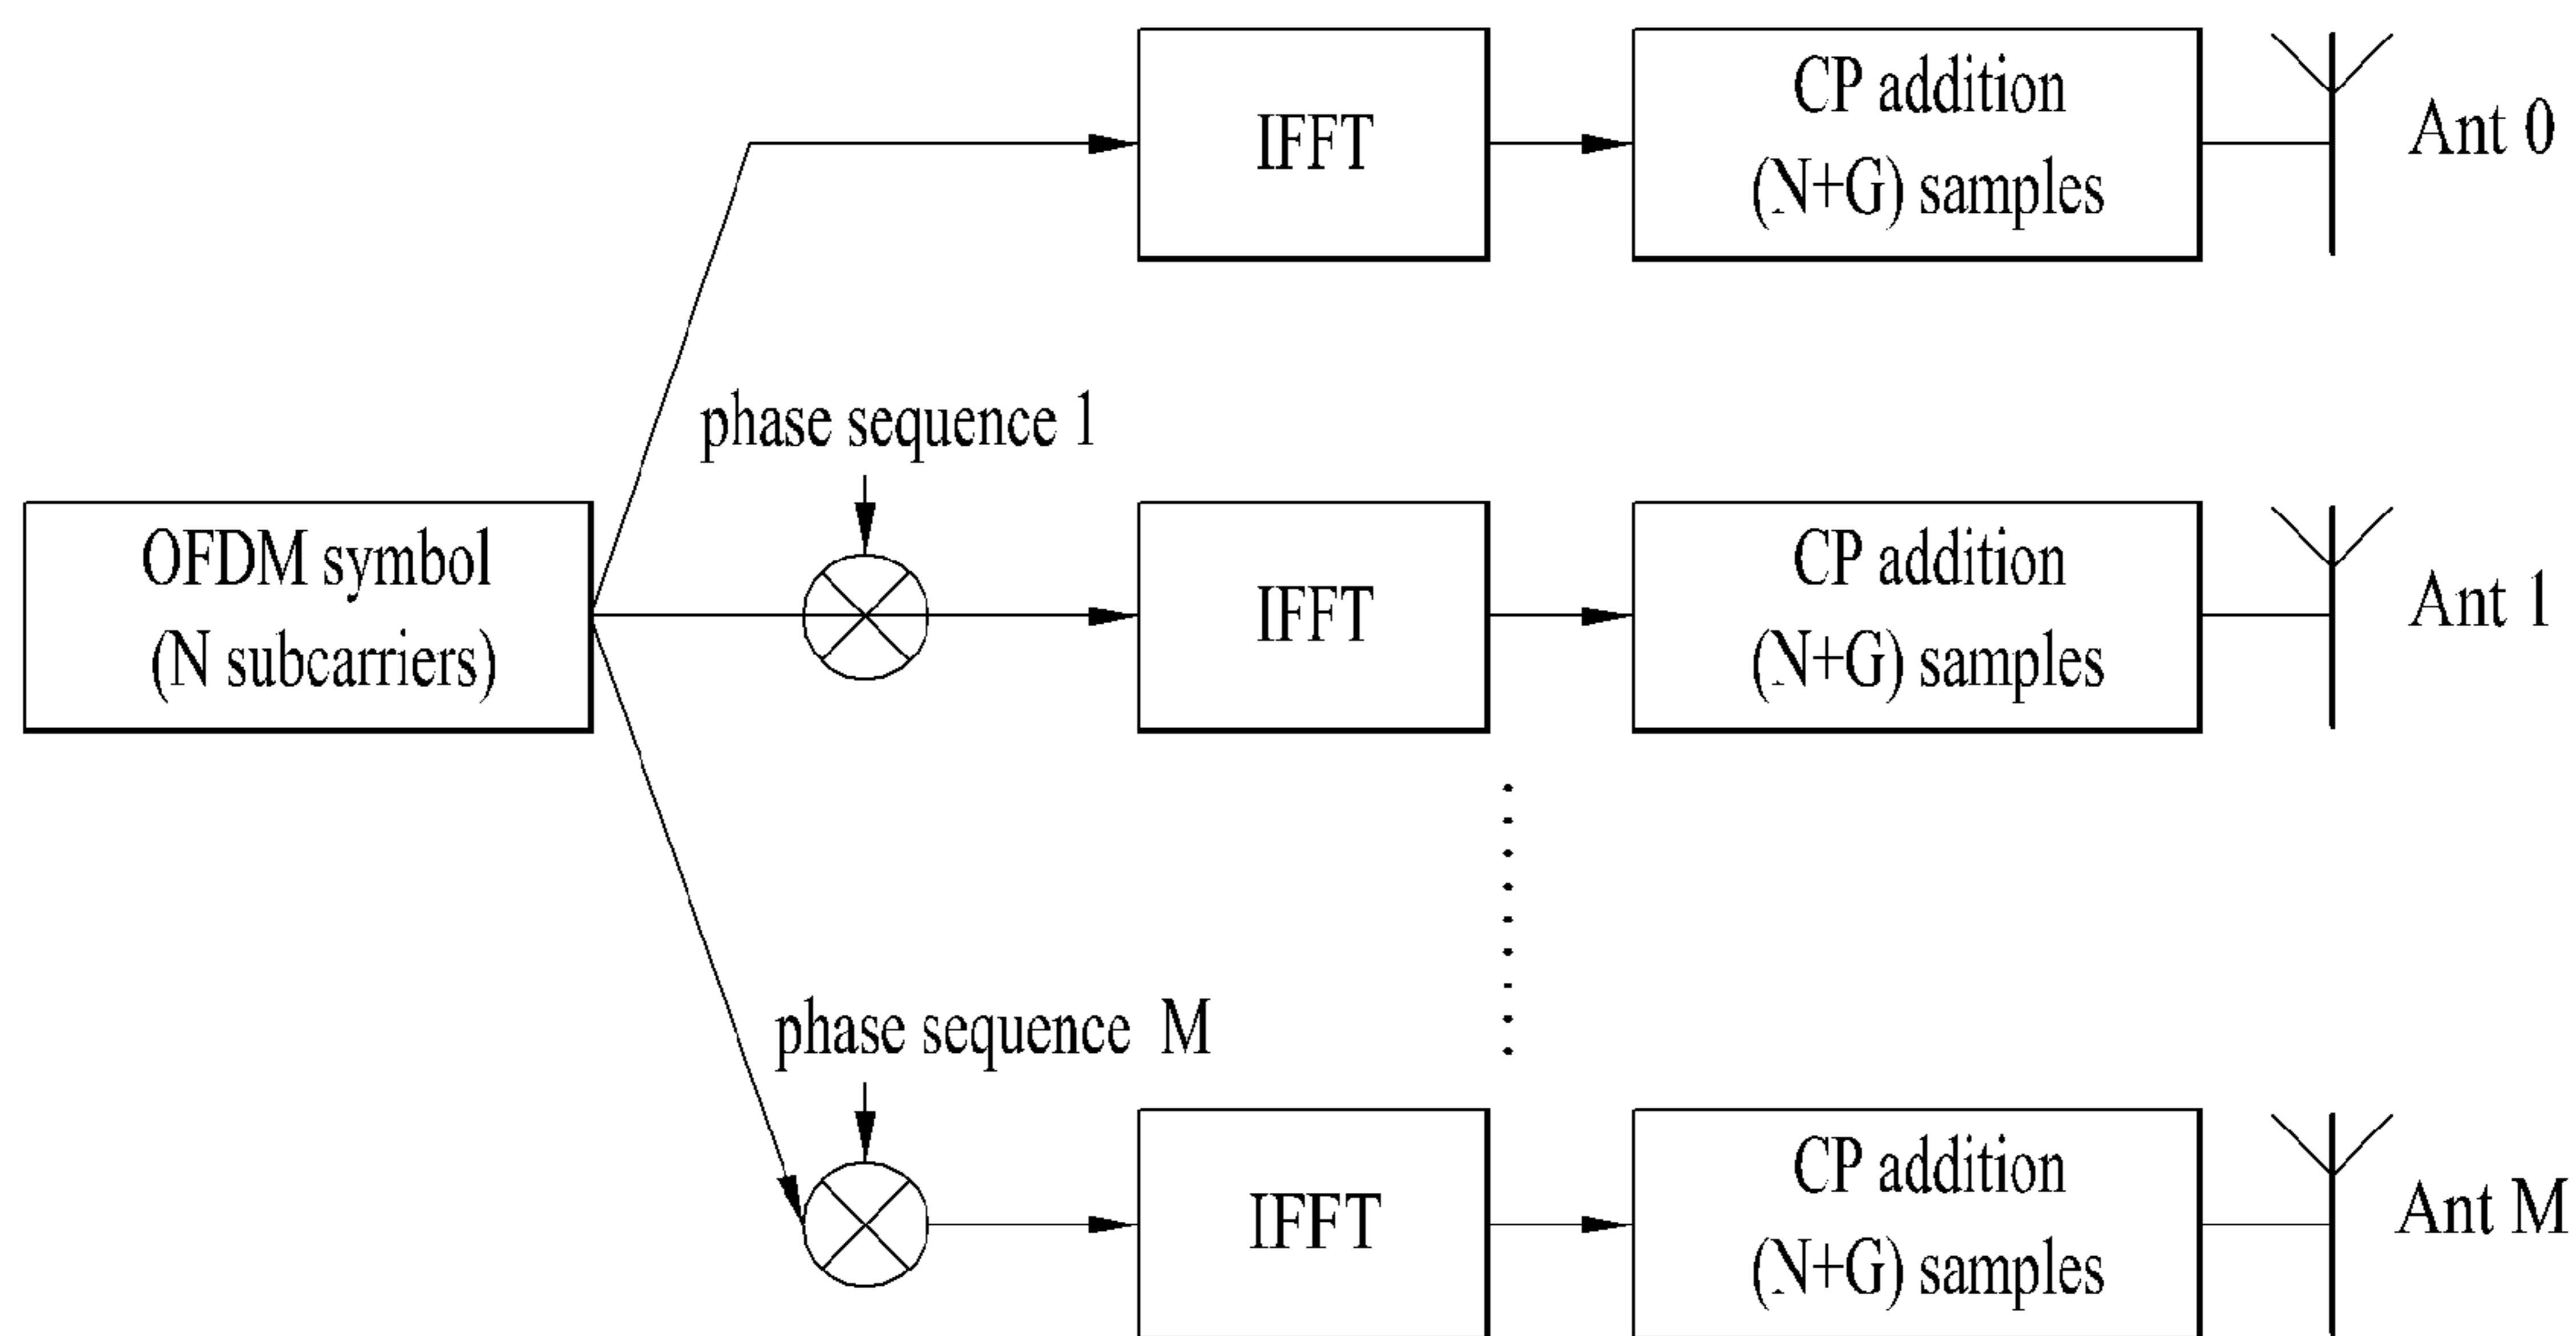 IFFT
CP addition
(N+G) samples
Ant 0
phase sequence 1
OFDM symbol
(N subcarriers)
IFFT
CP addition
(N+G) samples
Ant 1
phase sequence M
IFFT
CP addition
(N+G) samples
Ant M